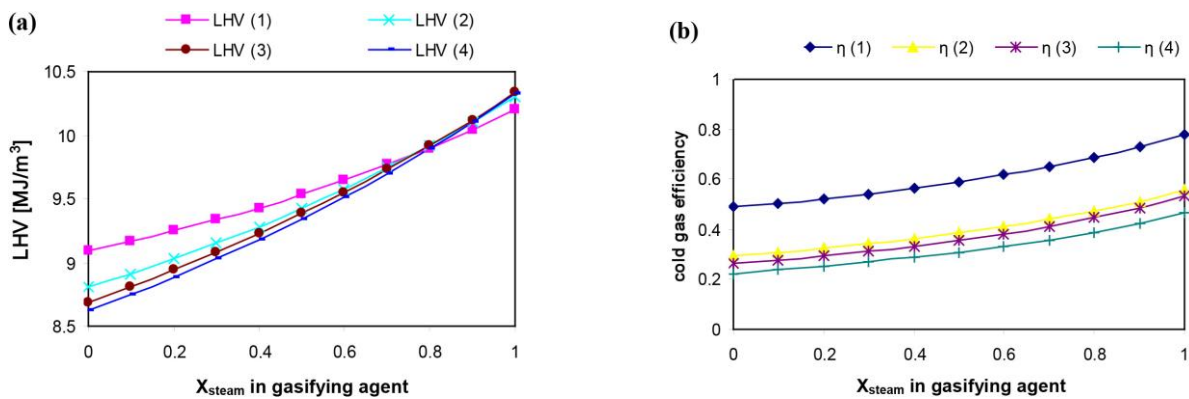 (a)
LHV (1) LHV (2)
LHV (3) LHV (4)
10.5
10
9.5
9
8.5
LHV [MJ/m³]
0 0.2 0.4 0.6 0.8 1
X_steam in gasifying agent
(b)
η (1) η (2) η (3) η (4)
1
0.8
0.6
0.4
0.2
0
cold gas efficiency
0 0.2 0.4 0.6 0.8 1
X_steam in gasifying agent